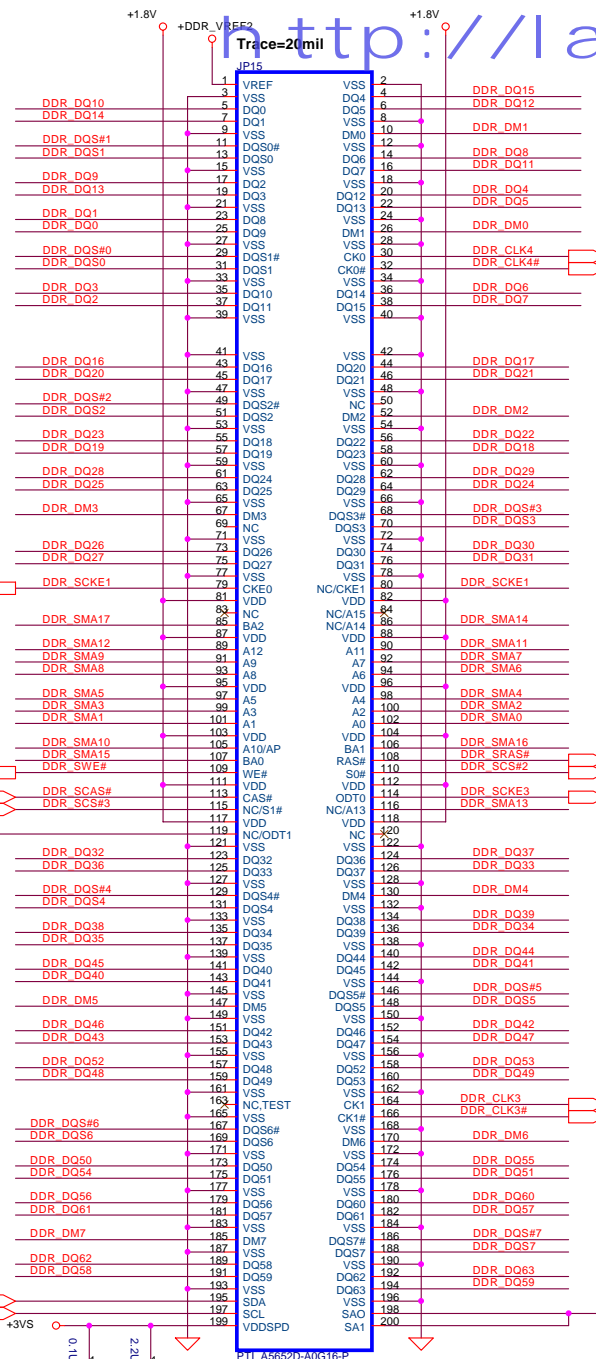 +1.8V +DDR_VREF2 +1.8V
http://la
Trace=20mil
JP15
1 VREF VSS 2
3 VSS DQ4 4 DDR_DQ15
DDR_DQ10 5 DQ0 DQ5 6 DDR_DQ12
DDR_DQ14 7 DQ1 VSS 8
9 VSS DM0 10 DDR_DM1
DDR_DQS#1 11 DQS0# VSS 12
DDR_DQS1 13 DQS0 DQ6 14 DDR_DQ8
15 VSS DQ7 16 DDR_DQ11
DDR_DQ9 17 DQ2 VSS 18
DDR_DQ13 19 DQ3 DQ12 20 DDR_DQ4
21 VSS DQ13 22 DDR_DQ5
DDR_DQ1 23 DQ8 VSS 24
DDR_DQ0 25 DQ9 DM1 26 DDR_DM0
27 VSS VSS 28
DDR_DQS#0 29 DQS1# CK0 30 DDR_CLK4
DDR_DQS0 31 DQS1 CK0# 32 DDR_CLK4#
33 VSS VSS 34
DDR_DQ3 35 DQ10 DQ14 36 DDR_DQ6
DDR_DQ2 37 DQ11 DQ15 38 DDR_DQ7
39 VSS VSS 40
41 VSS VSS 42
DDR_DQ16 43 DQ16 DQ20 44 DDR_DQ17
DDR_DQ20 45 DQ17 DQ21 46 DDR_DQ21
47 VSS VSS 48
DDR_DQS#2 49 DQS2# NC 50
DDR_DQS2 51 DQS2 DM2 52 DDR_DM2
53 VSS VSS 54
DDR_DQ23 55 DQ18 DQ22 56 DDR_DQ22
DDR_DQ19 57 DQ19 DQ23 58 DDR_DQ18
59 VSS VSS 60
DDR_DQ28 61 DQ24 DQ28 62 DDR_DQ29
DDR_DQ25 63 DQ25 DQ29 64 DDR_DQ24
65 VSS VSS 66
DDR_DM3 67 DM3 DQS3# 68 DDR_DQS#3
69 NC DQS3 70 DDR_DQS3
71 VSS VSS 72
DDR_DQ26 73 DQ26 DQ30 74 DDR_DQ30
DDR_DQ27 75 DQ27 DQ31 76 DDR_DQ31
77 VSS VSS 78
DDR_SCKE1 79 CKE0 NC/CKE1 80 DDR_SCKE1
81 VDD VDD 82
83 NC NC/A15 84
DDR_SMA17 85 BA2 NC/A14 86 DDR_SMA14
87 VDD VDD 88
DDR_SMA12 89 A12 A11 90 DDR_SMA11
DDR_SMA9 91 A9 A7 92 DDR_SMA7
DDR_SMA8 93 A8 A6 94 DDR_SMA6
95 VDD VDD 96
DDR_SMA5 97 A5 A4 98 DDR_SMA4
DDR_SMA3 99 A3 A2 100 DDR_SMA2
DDR_SMA1 101 A1 A0 102 DDR_SMA0
103 VDD VDD 104
DDR_SMA10 105 A10/AP BA1 106 DDR_SMA16
DDR_SMA15 107 BA0 RAS# 108 DDR_SRAS#
DDR_SWE# 109 WE# S0# 110 DDR_SCS#2
111 VDD VDD 112
DDR_SCAS# 113 CAS# ODT0 114 DDR_SCKE3
DDR_SCS#3 115 NC/S1# NC/A13 116 DDR_SMA13
117 VDD VDD 118
119 NC/ODT1 NC 120
121 VSS VSS 122
DDR_DQ32 123 DQ32 DQ36 124 DDR_DQ37
DDR_DQ36 125 DQ33 DQ37 126 DDR_DQ33
127 VSS VSS 128
DDR_DQS#4 129 DQS4# DM4 130 DDR_DM4
DDR_DQS4 131 DQS4 VSS 132
133 VSS DQ38 134 DDR_DQ39
DDR_DQ38 135 DQ34 DQ39 136 DDR_DQ34
DDR_DQ35 137 DQ35 VSS 138
139 VSS DQ44 140 DDR_DQ44
DDR_DQ45 141 DQ40 DQ45 142 DDR_DQ41
DDR_DQ40 143 DQ41 VSS 144
145 VSS DQS5# 146 DDR_DQS#5
DDR_DM5 147 DM5 DQS5 148 DDR_DQS5
149 VSS VSS 150
DDR_DQ46 151 DQ42 DQ46 152 DDR_DQ42
DDR_DQ43 153 DQ43 DQ47 154 DDR_DQ47
155 VSS VSS 156
DDR_DQ52 157 DQ48 DQ52 158 DDR_DQ53
DDR_DQ48 159 DQ49 DQ53 160 DDR_DQ49
161 VSS VSS 162
163 NC,TEST CK1 164 DDR_CLK3
165 VSS CK1# 166 DDR_CLK3#
DDR_DQS#6 167 DQS6# VSS 168
DDR_DQS6 169 DQS6 DM6 170 DDR_DM6
171 VSS VSS 172
DDR_DQ50 173 DQ50 DQ54 174 DDR_DQ55
DDR_DQ54 175 DQ51 DQ55 176 DDR_DQ51
177 VSS VSS 178
DDR_DQ56 179 DQ56 DQ60 180 DDR_DQ60
DDR_DQ61 181 DQ57 DQ61 182 DDR_DQ57
183 VSS VSS 184
DDR_DM7 185 DM7 DQS7# 186 DDR_DQS#7
187 VSS DQS7 188 DDR_DQS7
DDR_DQ62 189 DQ58 VSS 190
DDR_DQ58 191 DQ59 DQ62 192 DDR_DQ63
193 VSS DQ63 194 DDR_DQ59
195 SDA VSS 196
197 SCL SAO 198
+3VS 199 VDDSPD SA1 200
PTI_A5652D-A0G16-P